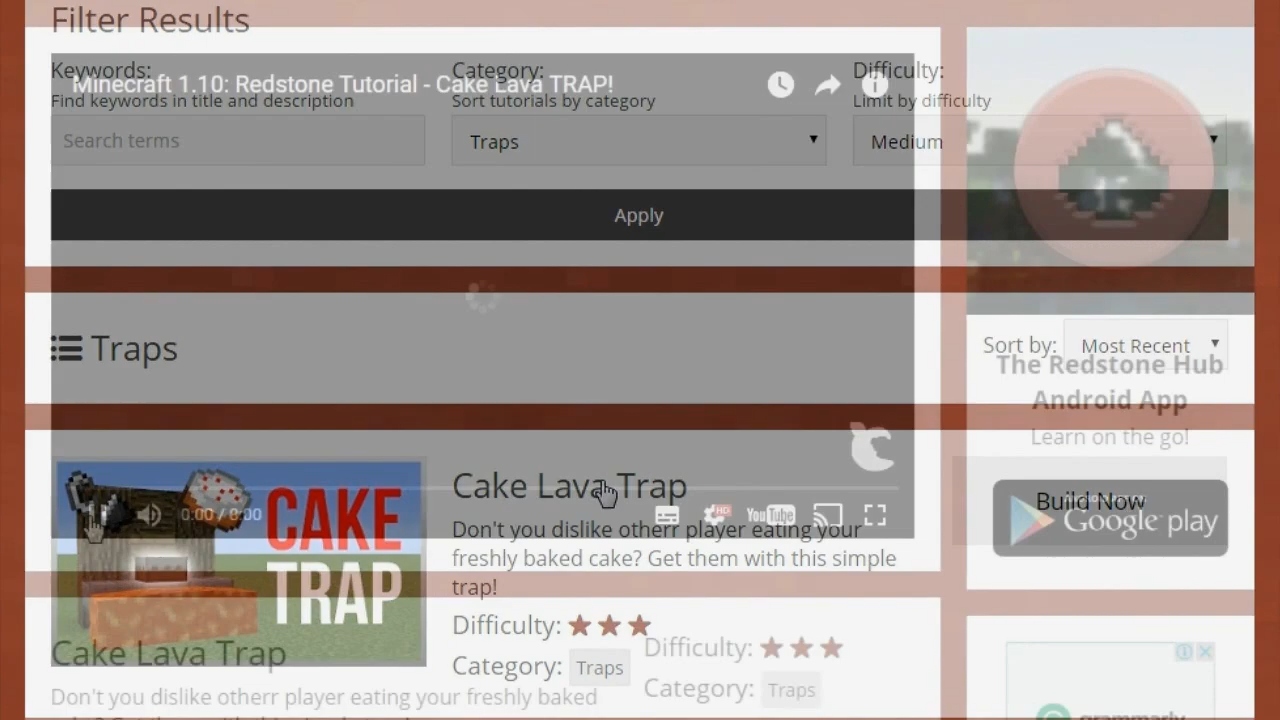 Filter Results
Keywords: Category: Difficulty:
Minecraft 1.10: Redstone Tutorial - Cake Lava TRAP!
Find keywords in title and description Sort tutorials by category Limit by difficulty
Search terms Traps Medium
Apply
Traps
Sort by: Most Recent
The Redstone Hub
Android App
Learn on the go!
Cake Lava Trap
Build Now
Google play
0:00 / 0:00
HD
YouTube
CAKE
TRAP
Don't you dislike otherr player eating your
freshly baked cake? Get them with this simple
trap!
Difficulty:
Category: Traps
Cake Lava Trap
Difficulty:
Category: Traps
Don't you dislike otherr player eating your freshly baked
grammarly